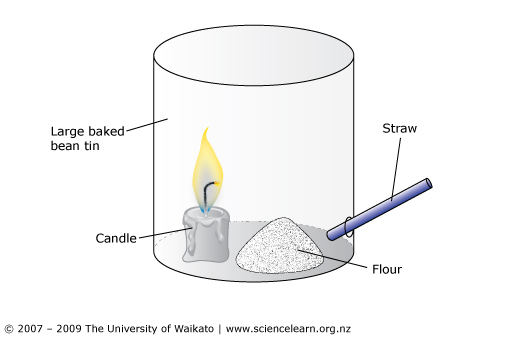 Large baked
bean tin
Straw
Candle
Flour
© 2007 – 2009 The University of Waikato | www.sciencelearn.org.nz